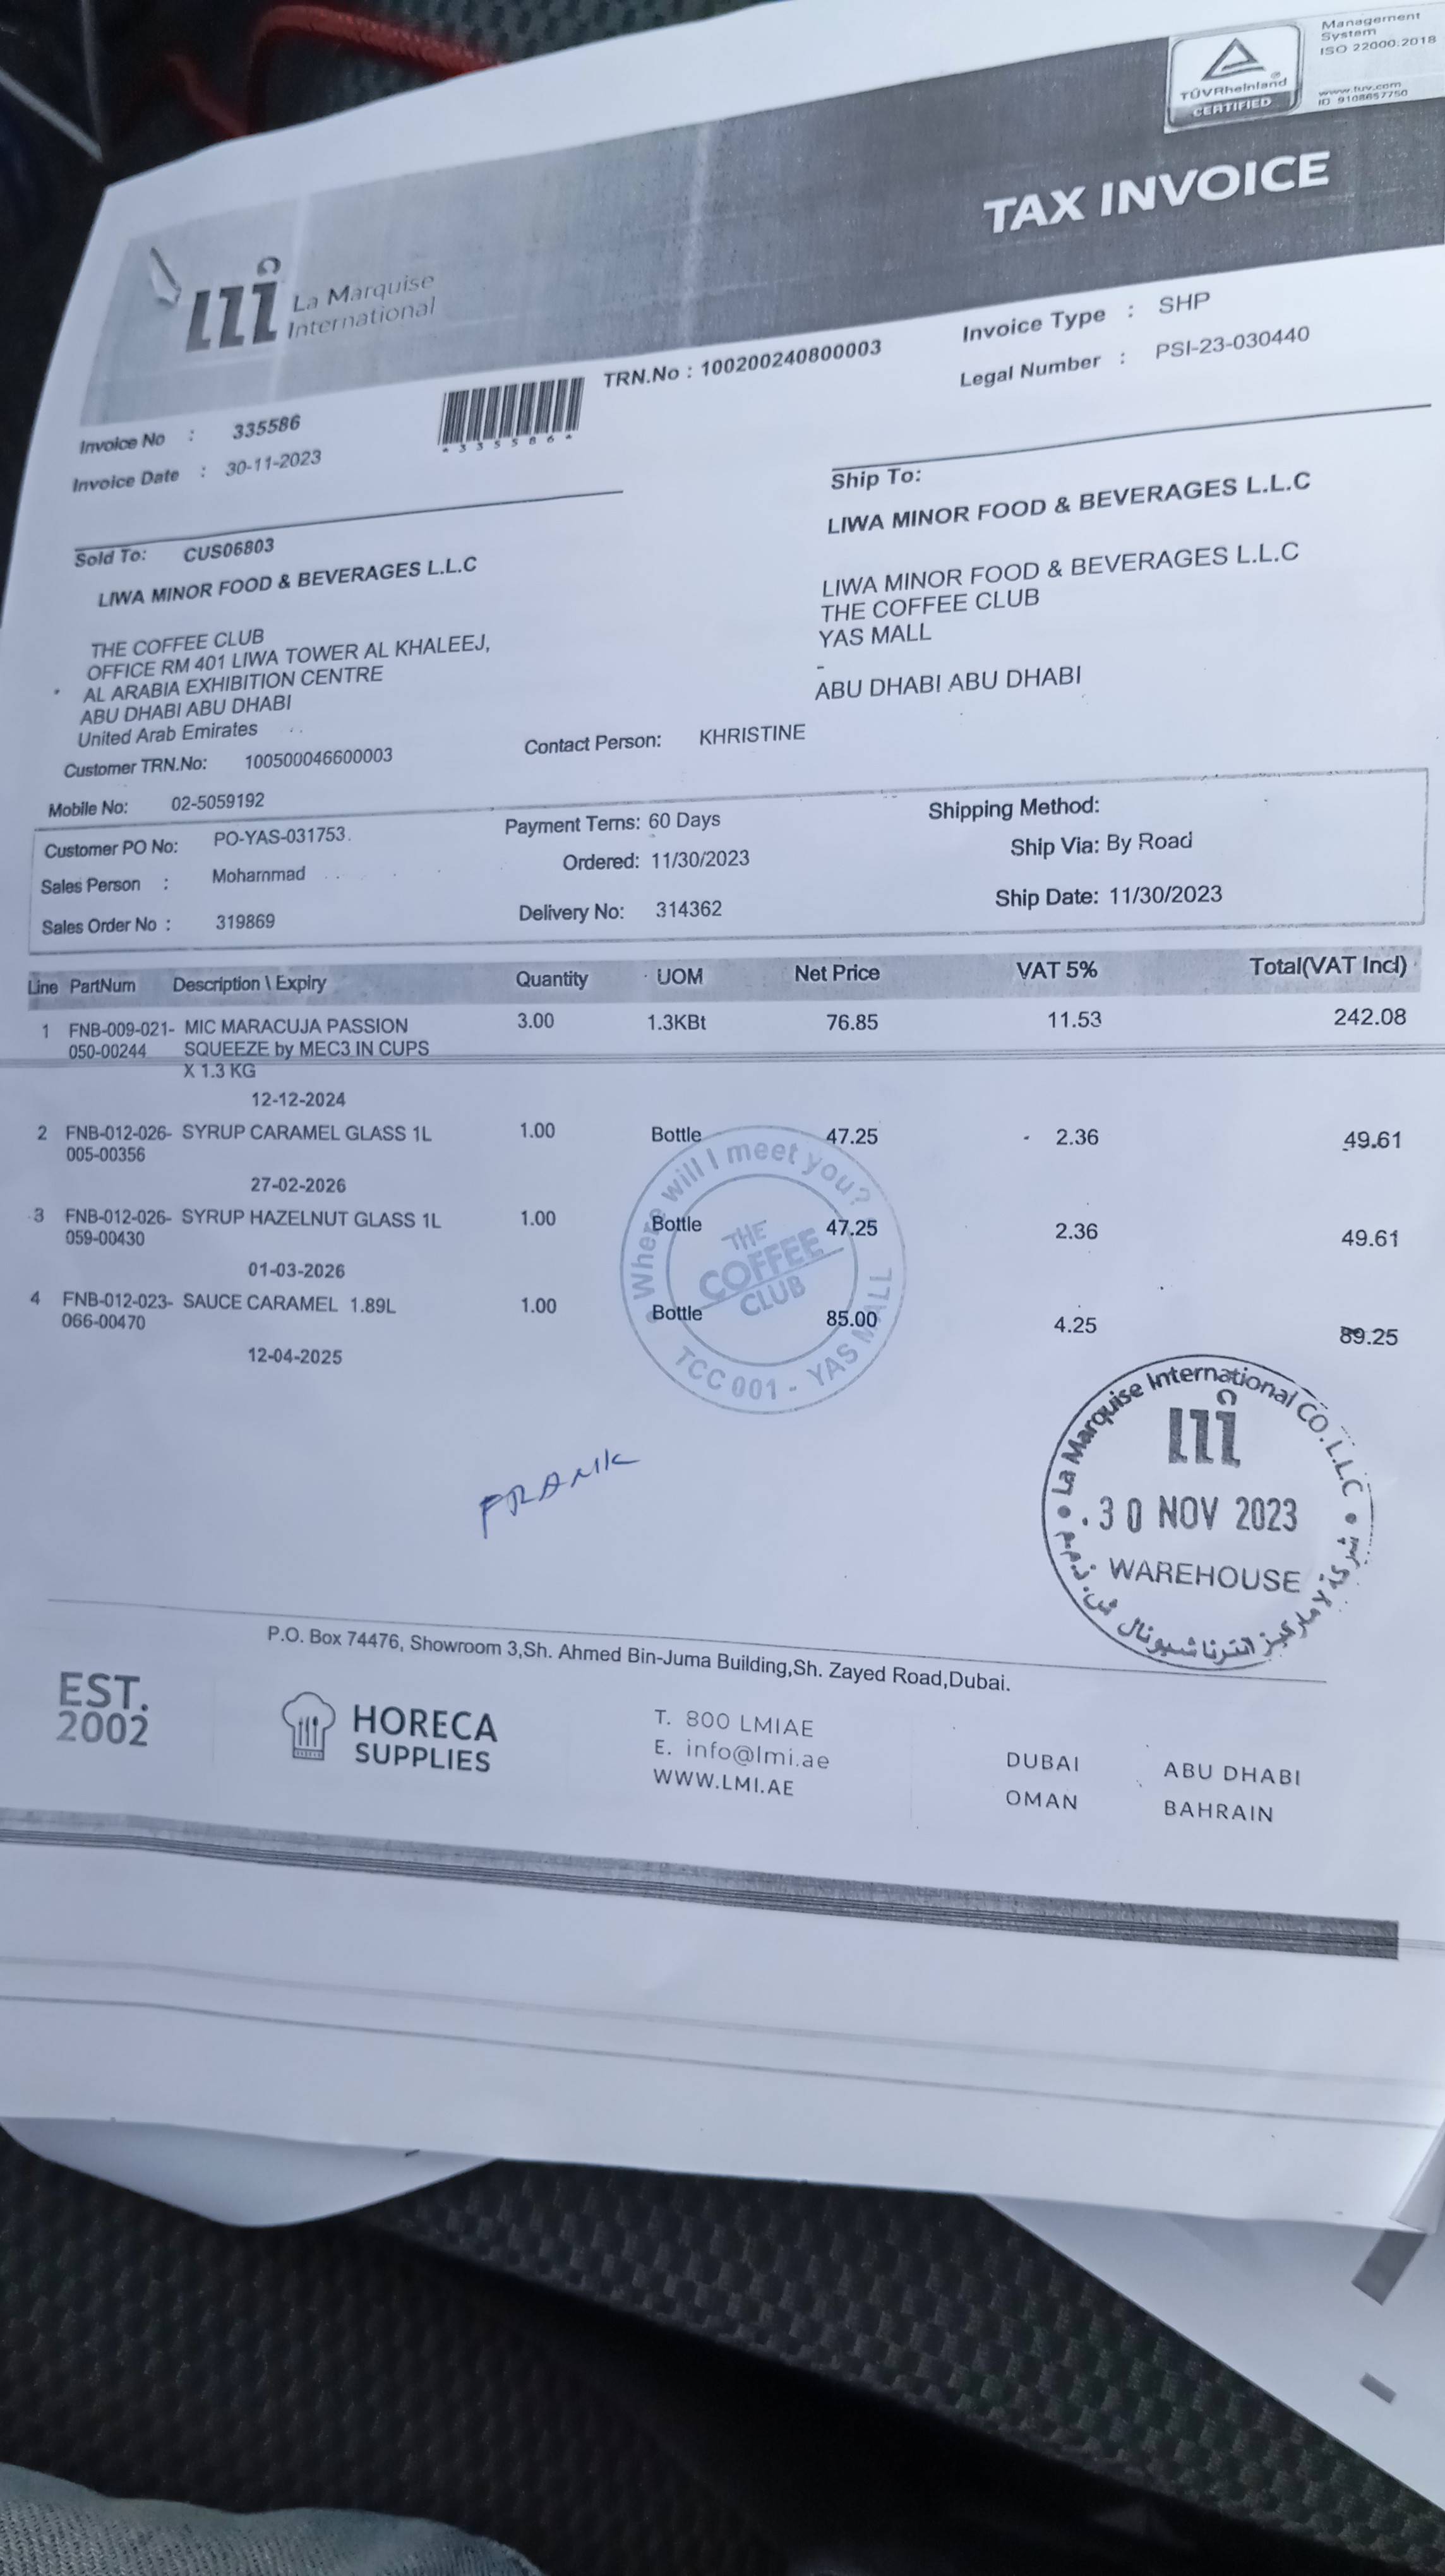 Management
System
ISO 22000:2018
TÜVRheinland
CERTIFIED
www.tuv.com
ID 9108657750
TAX INVOICE
La Marquise
International
TRN.No : 100200240800003
Invoice Type : SHP
Legal Number : PSI-23-030440
Invoice No : 335586
*335586*
Invoice Date : 30-11-2023
Sold To: CUS06803
LIWA MINOR FOOD & BEVERAGES L.L.C
THE COFFEE CLUB
OFFICE RM 401 LIWA TOWER AL KHALEEJ,
AL ARABIA EXHIBITION CENTRE
ABU DHABI ABU DHABI
United Arab Emirates
Customer TRN.No: 100500046600003
Mobile No: 02-5059192
Ship To:
LIWA MINOR FOOD & BEVERAGES L.L.C
LIWA MINOR FOOD & BEVERAGES L.L.C
THE COFFEE CLUB
YAS MALL
-
ABU DHABI ABU DHABI
Contact Person: KHRISTINE
Customer PO No: PO-YAS-031753
Payment Terms: 60 Days
Shipping Method:
Sales Person : Mohammad
Ordered: 11/30/2023
Ship Via: By Road
Sales Order No : 319869
Delivery No: 314362
Ship Date: 11/30/2023
Line PartNum Description \ Expiry Quantity UOM Net Price VAT 5% Total(VAT Incl)
1 FNB-009-021- MIC MARACUJA PASSION 3.00 1.3KBt 76.85 11.53 242.08
050-00244 SQUEEZE by MEC3 IN CUPS
X 1.3 KG
12-12-2024
2 FNB-012-026- SYRUP CARAMEL GLASS 1L 1.00 Bottle 47.25 2.36 49.61
005-00356
27-02-2026
3 FNB-012-026- SYRUP HAZELNUT GLASS 1L 1.00 Bottle 47.25 2.36 49.61
059-00430
01-03-2026
4 FNB-012-023- SAUCE CARAMEL 1.89L 1.00 Bottle 85.00 4.25 89.25
066-00470
12-04-2025
Where will I meet you?
THE
COFFEE
CLUB
TCC 001 - YAS MALL
FRANK
La Marquise International CO. L.L.C
30 NOV 2023
WAREHOUSE
شركة لا ماركيز انترناشيونال ش.ذ.م.م
P.O. Box 74476, Showroom 3,Sh. Ahmed Bin-Juma Building,Sh. Zayed Road,Dubai.
EST.
2002
HORECA
SUPPLIES
T. 800 LMIAE
E. info@lmi.ae
WWW.LMI.AE
DUBAI ABU DHABI
OMAN BAHRAIN